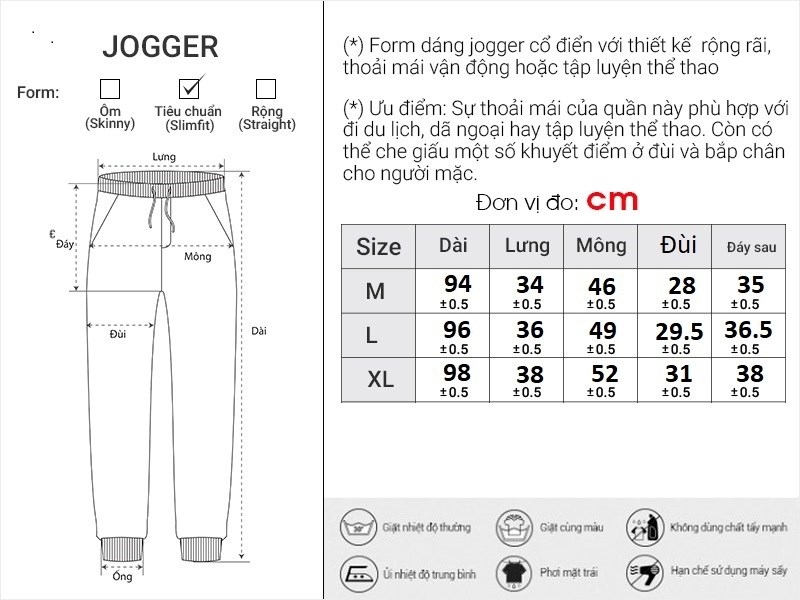 JOGGER
Form:
Ôm
(Skinny)
Tiêu chuẩn
(Slimfit)
Rộng
(Straight)
Lưng
€
Đáy
Mông
Đùi
Dài
Ống
(*) Form dáng jogger cổ điển với thiết kế rộng rãi,
thoải mái vận động hoặc tập luyện thể thao
(*) Ưu điểm: Sự thoải mái của quần này phù hợp với
đi du lịch, dã ngoại hay tập luyện thể thao. Còn có
thể che giấu một số khuyết điểm ở đùi và bắp chân
cho người mặc.
Đơn vị đo: cm
Size Dài Lưng Mông Đùi Đáy sau
M 94 ±0.5 34 ±0.5 46 ±0.5 28 ±0.5 35 ±0.5
L 96 ±0.5 36 ±0.5 49 ±0.5 29.5 ±0.5 36.5 ±0.5
XL 98 ±0.5 38 ±0.5 52 ±0.5 31 ±0.5 38 ±0.5
30° Giặt nhiệt độ thường Giặt cùng màu Không dùng chất tẩy mạnh
Ủi nhiệt độ trung bình Phơi mặt trái Hạn chế sử dụng máy sấy